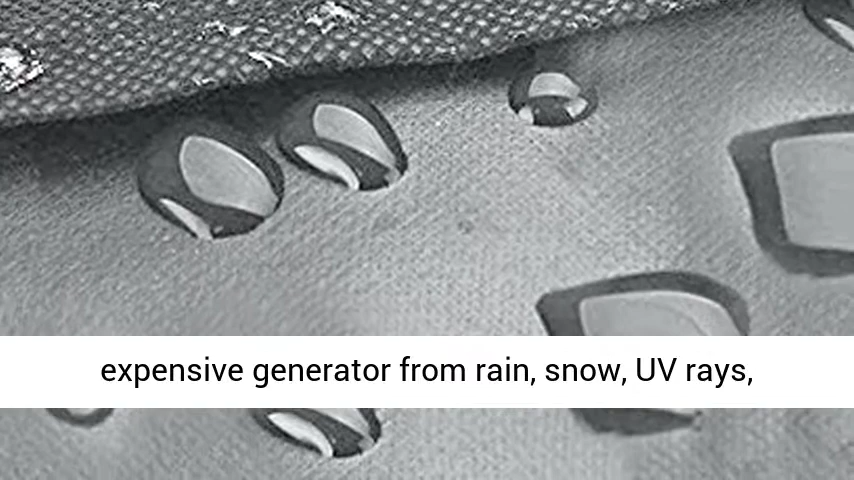 expensive generator from rain, snow, UV rays,